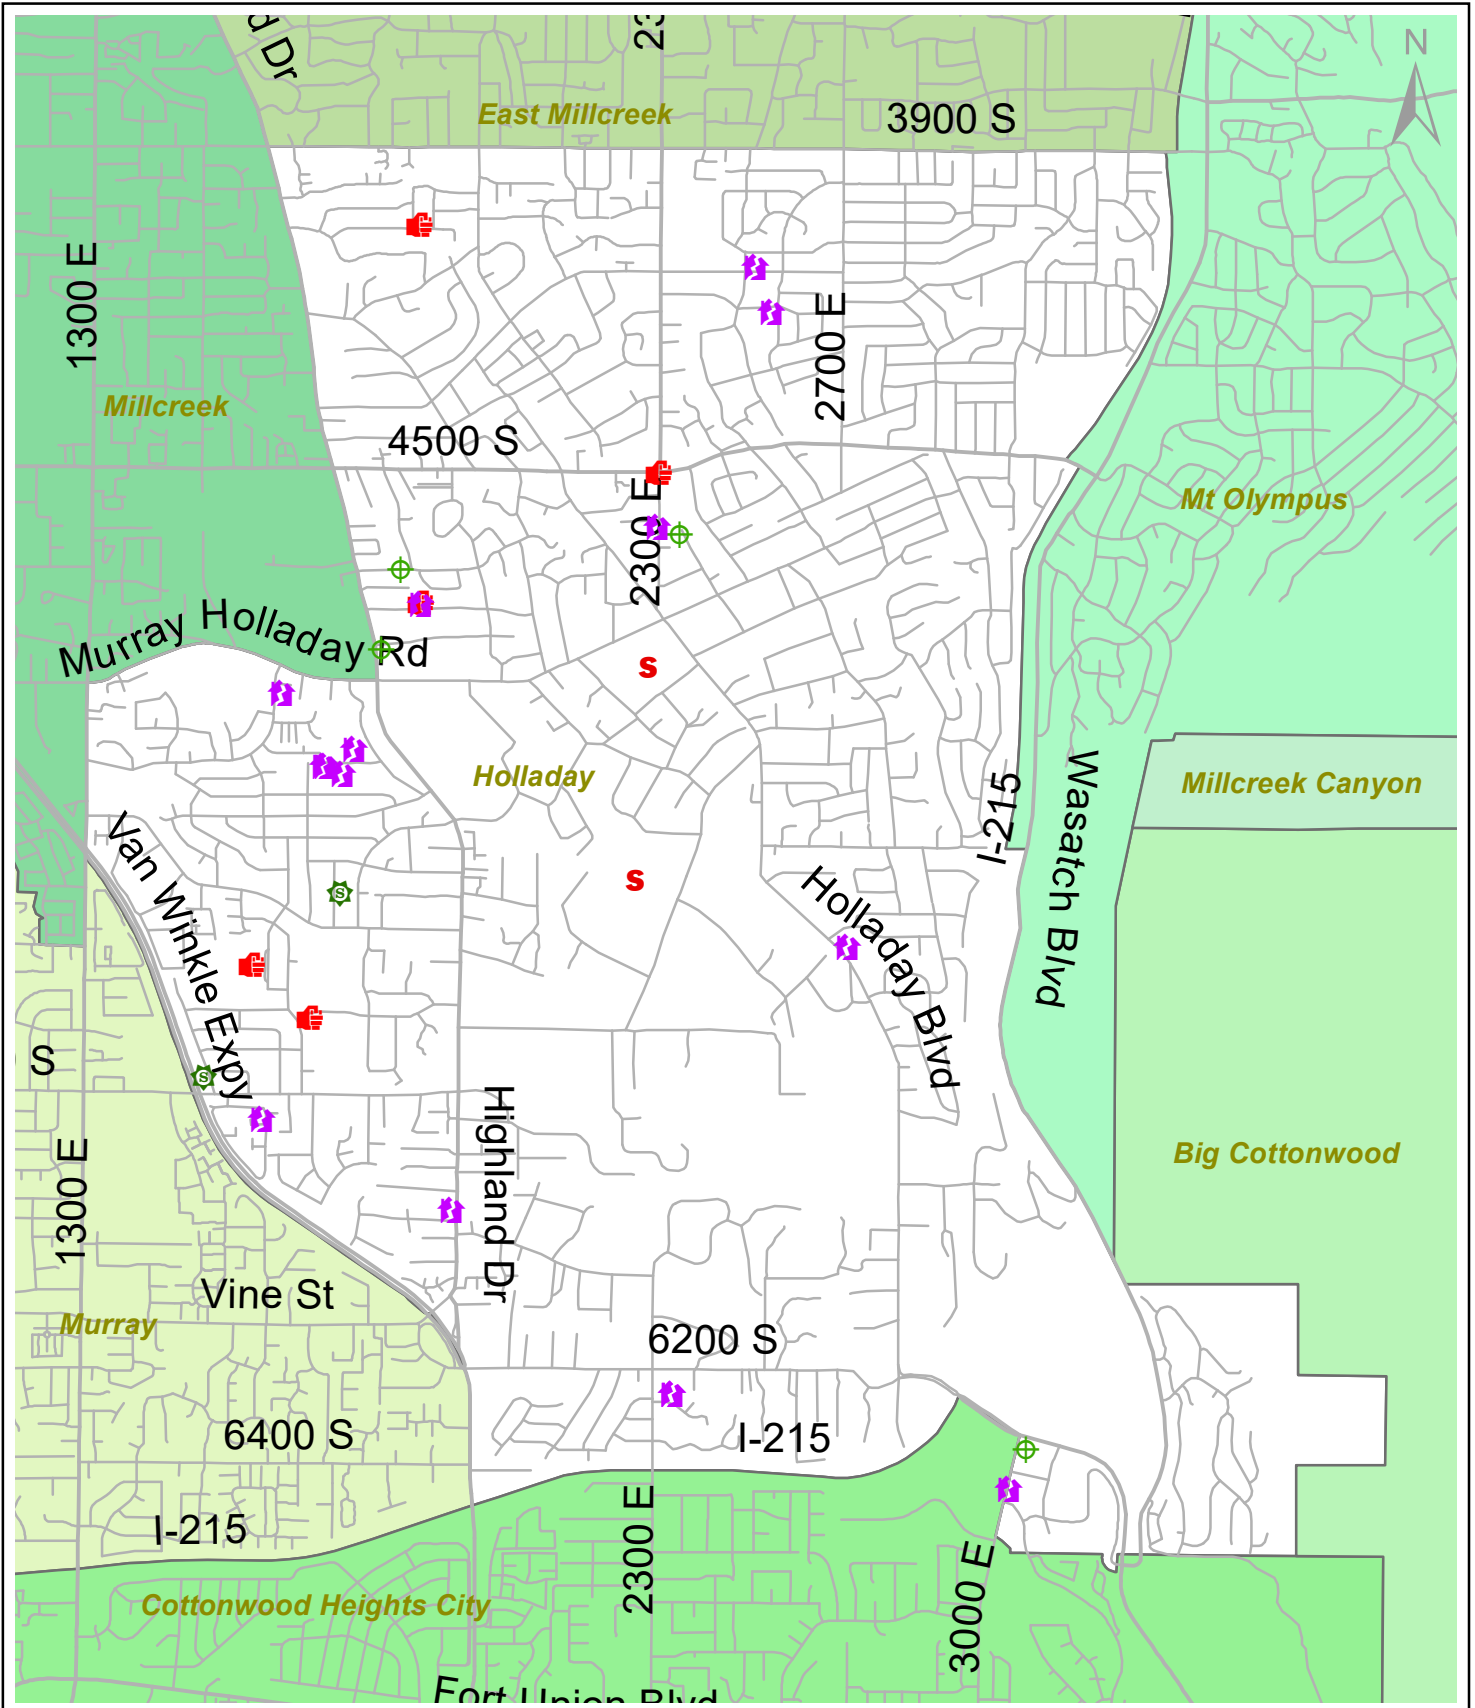 d Dr
23
N
East Millcreek
3900 S
1300 E
2700 E
Millcreek
4500 S
Mt Olympus
2300 E
Murray Holladay Rd
S
Holladay
Millcreek Canyon
I-215
Wasatch Blvd
Van Winkle Expy
S
Holladay Blvd
S
S
S
Highland Dr
1300 E
Big Cottonwood
Vine St
Murray
6200 S
6400 S
I-215
I-215
2300 E
3000 E
Cottonwood Heights City
Fort Union Blvd